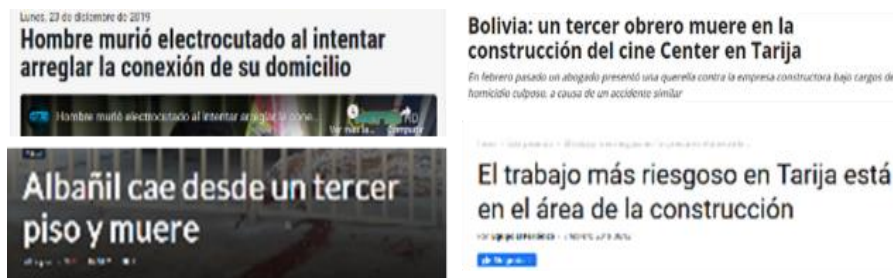 Lunes, 23 de diciembre de 2019
Hombre murió electrocutado al intentar
arreglar la conexión de su domicilio
Hombre murió electrocutado al intentar arreglar la cone...
Ver más ta... Compartir
Albañil cae desde un tercer
piso y muere
Bolivia: un tercer obrero muere en la
construcción del cine Center en Tarija
En febrero pasado un abogado presentó una querella contra la empresa constructora bajo cargos de
homicidio culposo, a causa de un accidente similar
El trabajo más riesgoso en Tarija está
en el área de la construcción